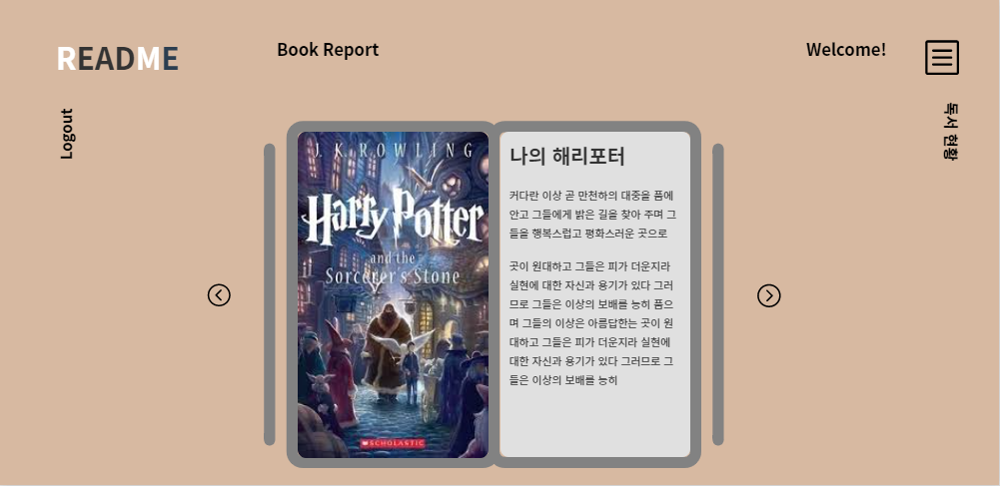 README
Book Report
Welcome!
Logout
독서 현황
J. K. ROWLING
Harry Potter
and the
Sorcerer's Stone
SCHOLASTIC
나의 해리포터
커다란 이상 곧 만천하의 대중을 품에
안고 그들에게 밝은 길을 찾아 주며 그
들을 행복스럽고 평화스러운 곳으로
곳이 원대하고 그들은 피가 더운지라
실현에 대한 자신과 용기가 있다 그러
므로 그들은 이상의 보배를 능히 품으
며 그들의 이상은 아름답한는 곳이 원
대하고 그들은 피가 더운지라 실현에
대한 자신과 용기가 있다 그러므로 그
들은 이상의 보배를 능히